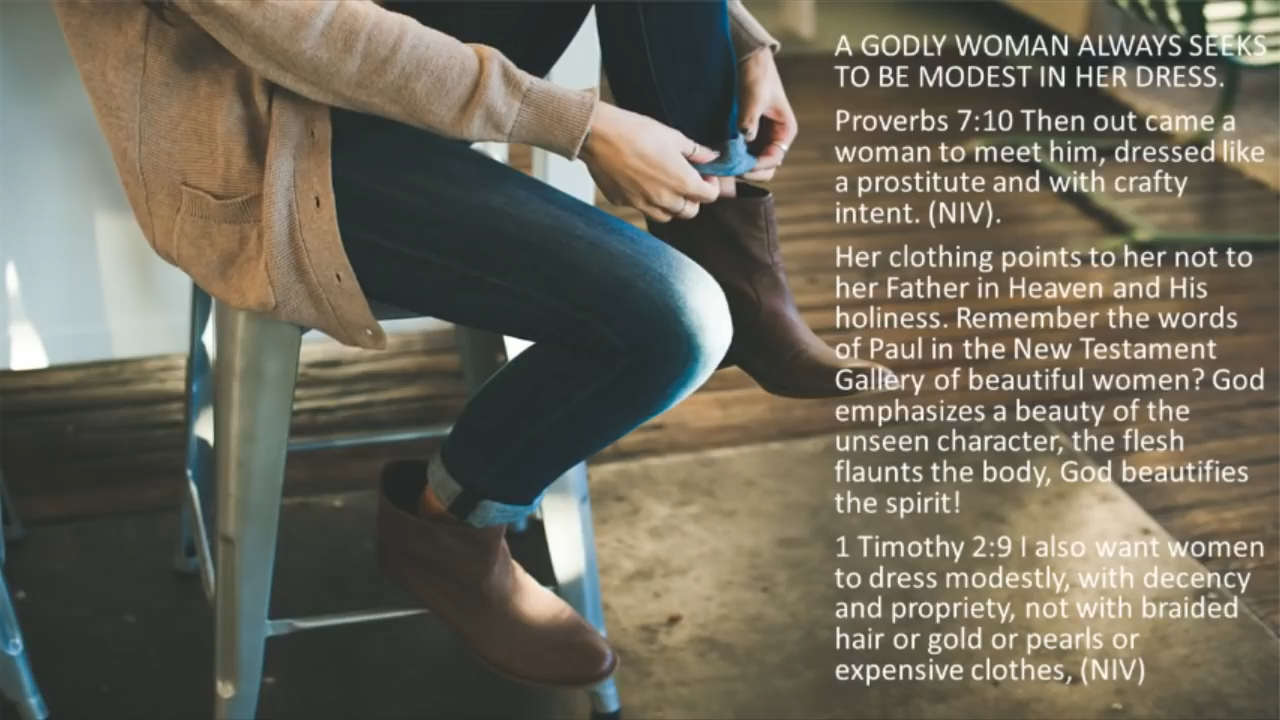 A GODLY WOMAN ALWAYS SEEKS
TO BE MODEST IN HER DRESS.
Proverbs 7:10 Then out came a
woman to meet him, dressed like
a prostitute and with crafty
intent. (NIV).
Her clothing points to her not to
her Father in Heaven and His
holiness. Remember the words
of Paul in the New Testament
Gallery of beautiful women? God
emphasizes a beauty of the
unseen character, the flesh
flaunts the body, God beautifies
the spirit!
1 Timothy 2:9 I also want women
to dress modestly, with decency
and propriety, not with braided
hair or gold or pearls or
expensive clothes, (NIV)